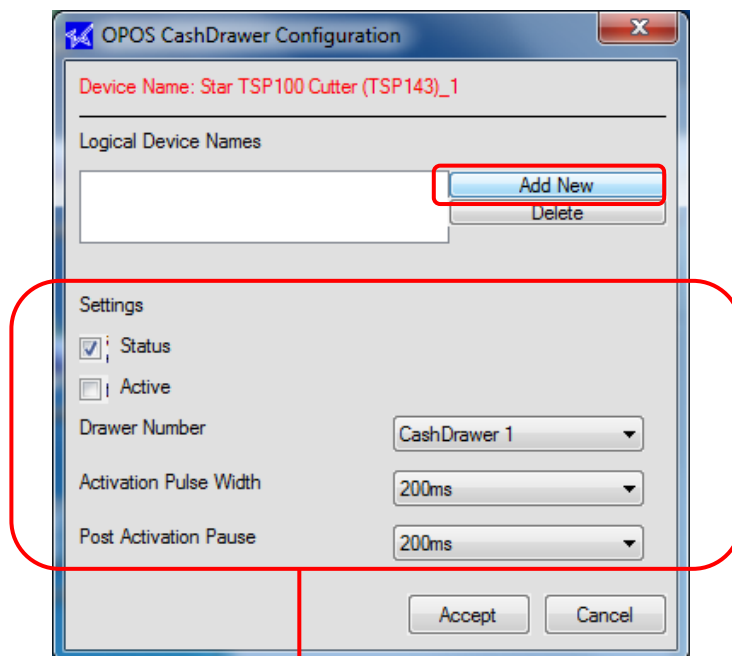 OPOS CashDrawer Configuration
Device Name: Star TSP100 Cutter (TSP143)_1
Logical Device Names
Add New
Delete
Settings
Status
Active
Drawer Number CashDrawer 1
Activation Pulse Width 200ms
Post Activation Pause 200ms
Accept Cancel